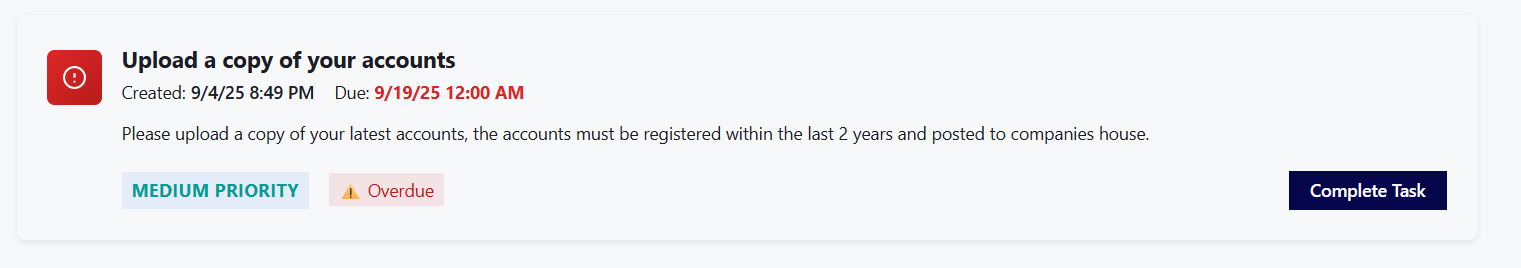 Upload a copy of your accounts
Created: 9/4/25 8:49 PM Due: 9/19/25 12:00 AM
Please upload a copy of your latest accounts, the accounts must be registered within the last 2 years and posted to companies house.
MEDIUM PRIORITY Overdue Complete Task